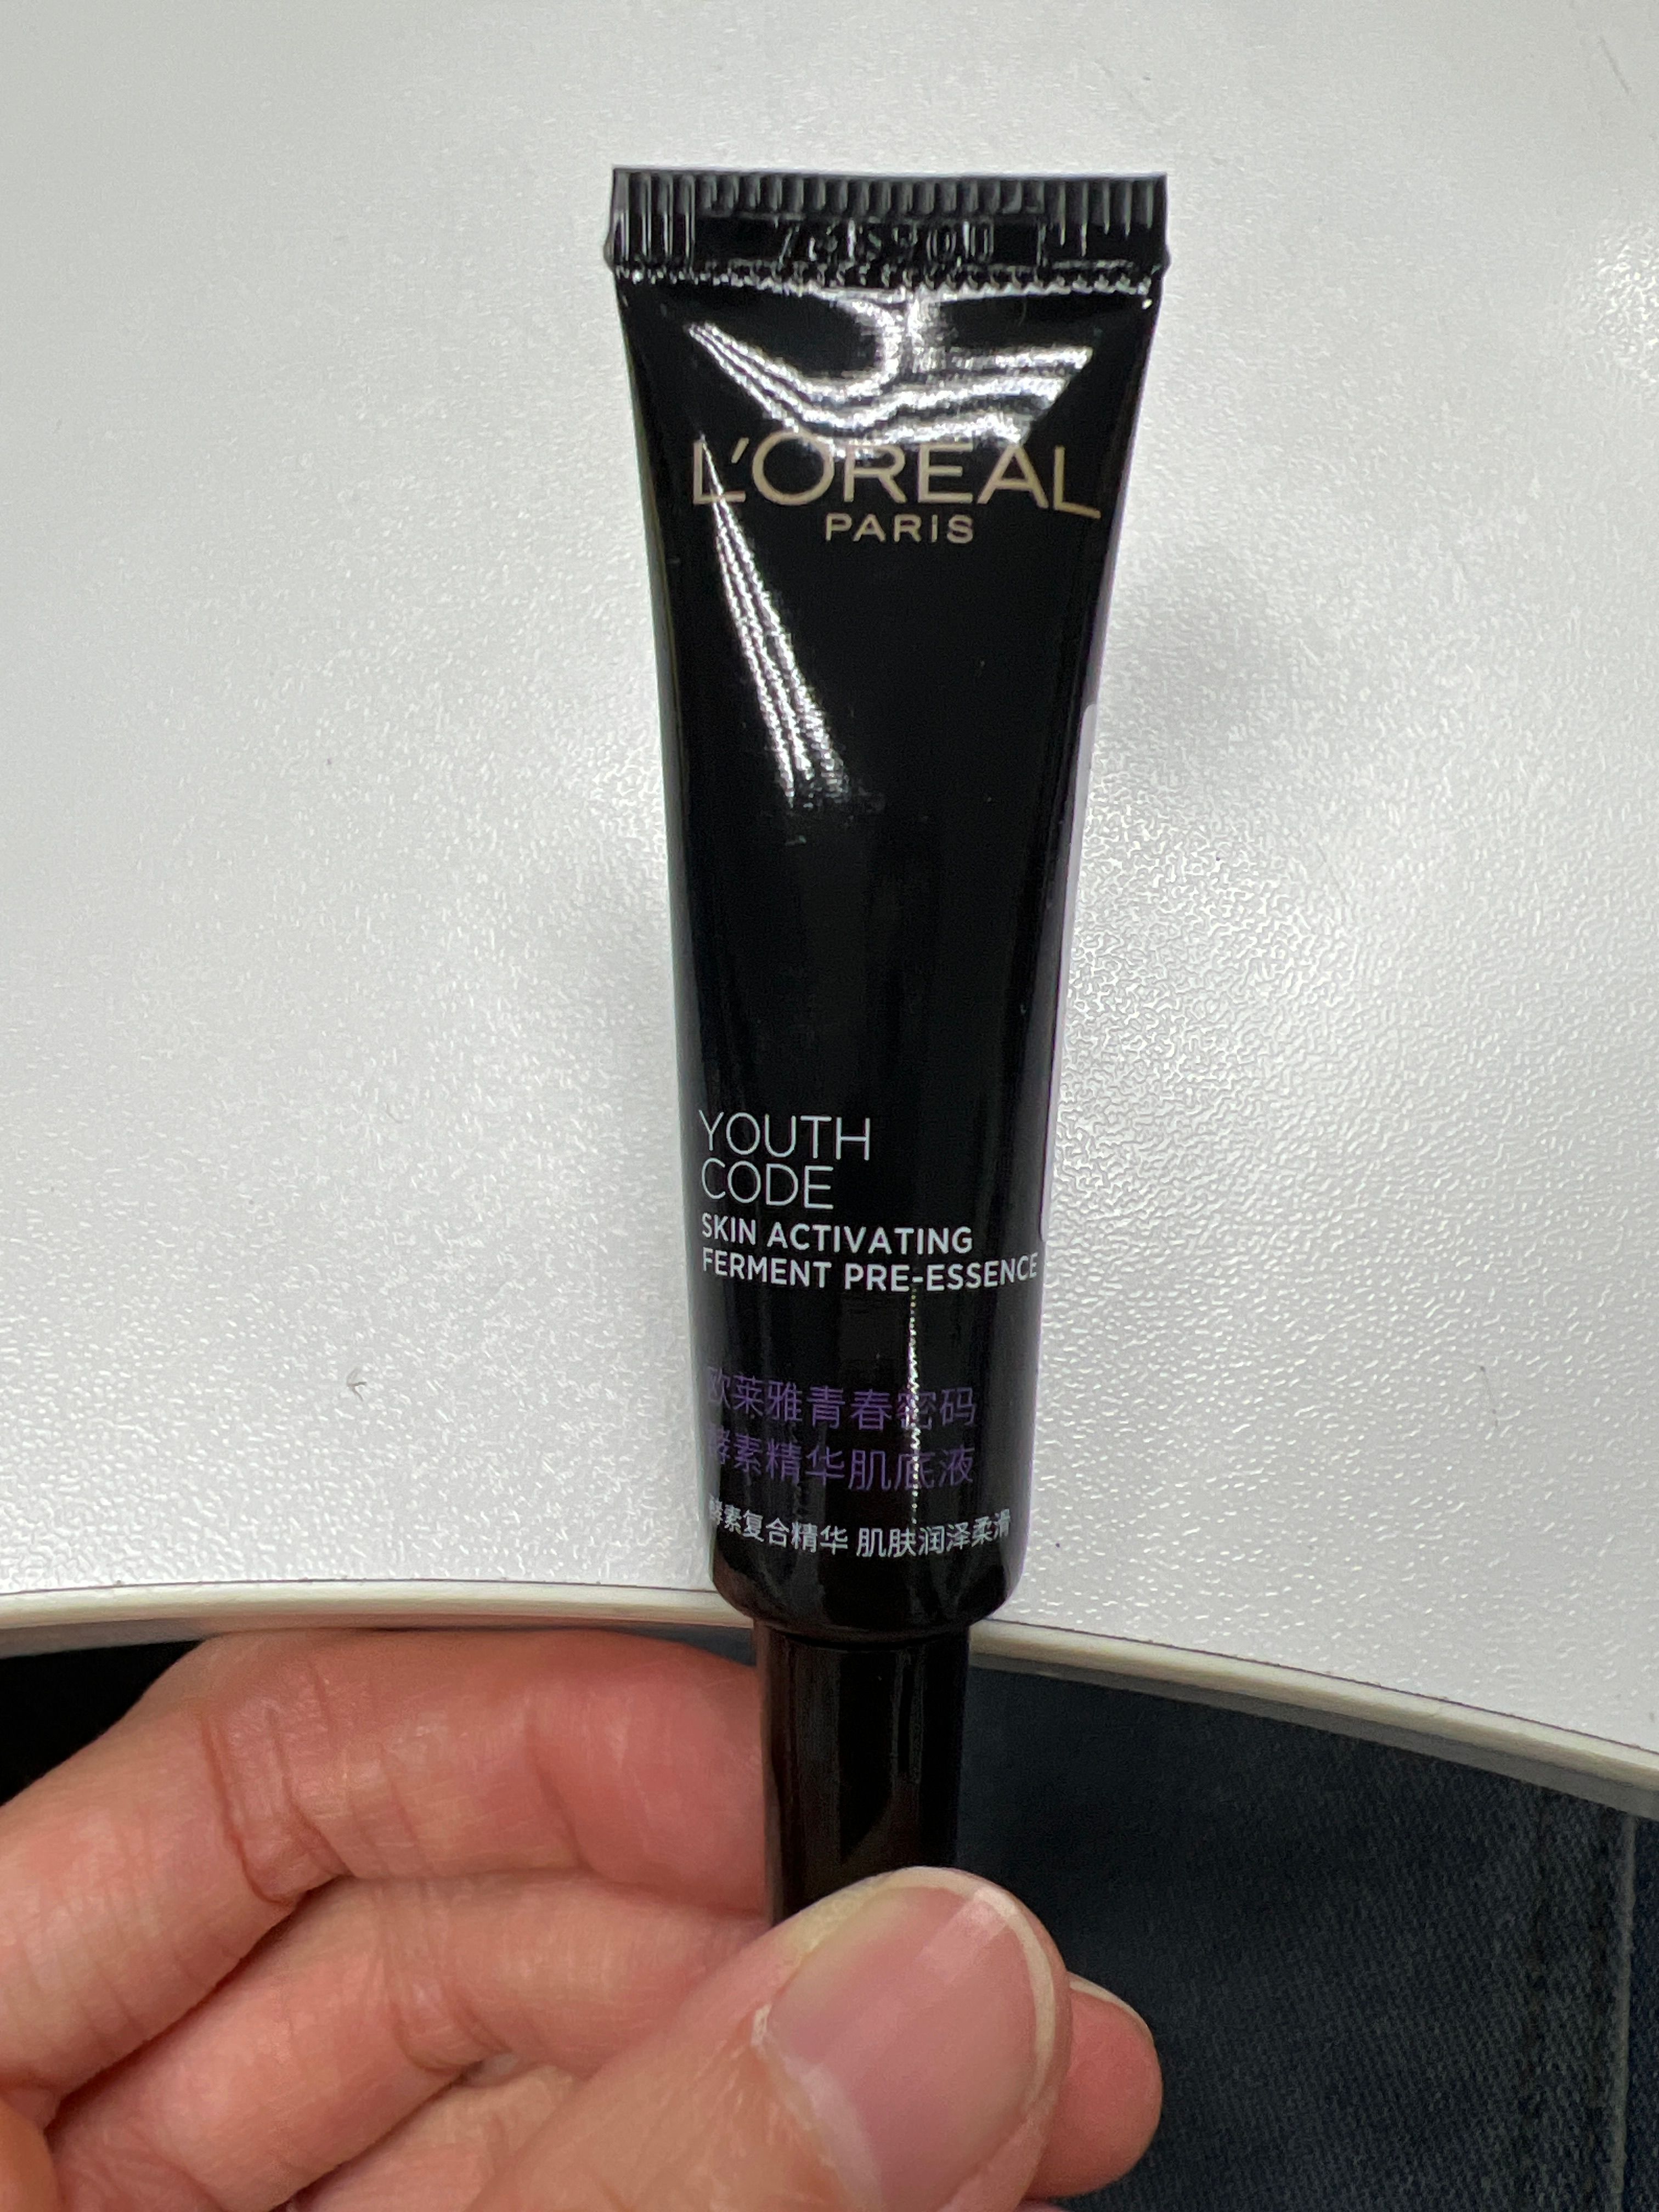 L'ORÉAL
PARIS
YOUTH
CODE
SKIN ACTIVATING
FERMENT PRE-ESSENCE
欧莱雅青春密码
酵素精华肌底液
酵素复合精华 肌肤润泽柔滑